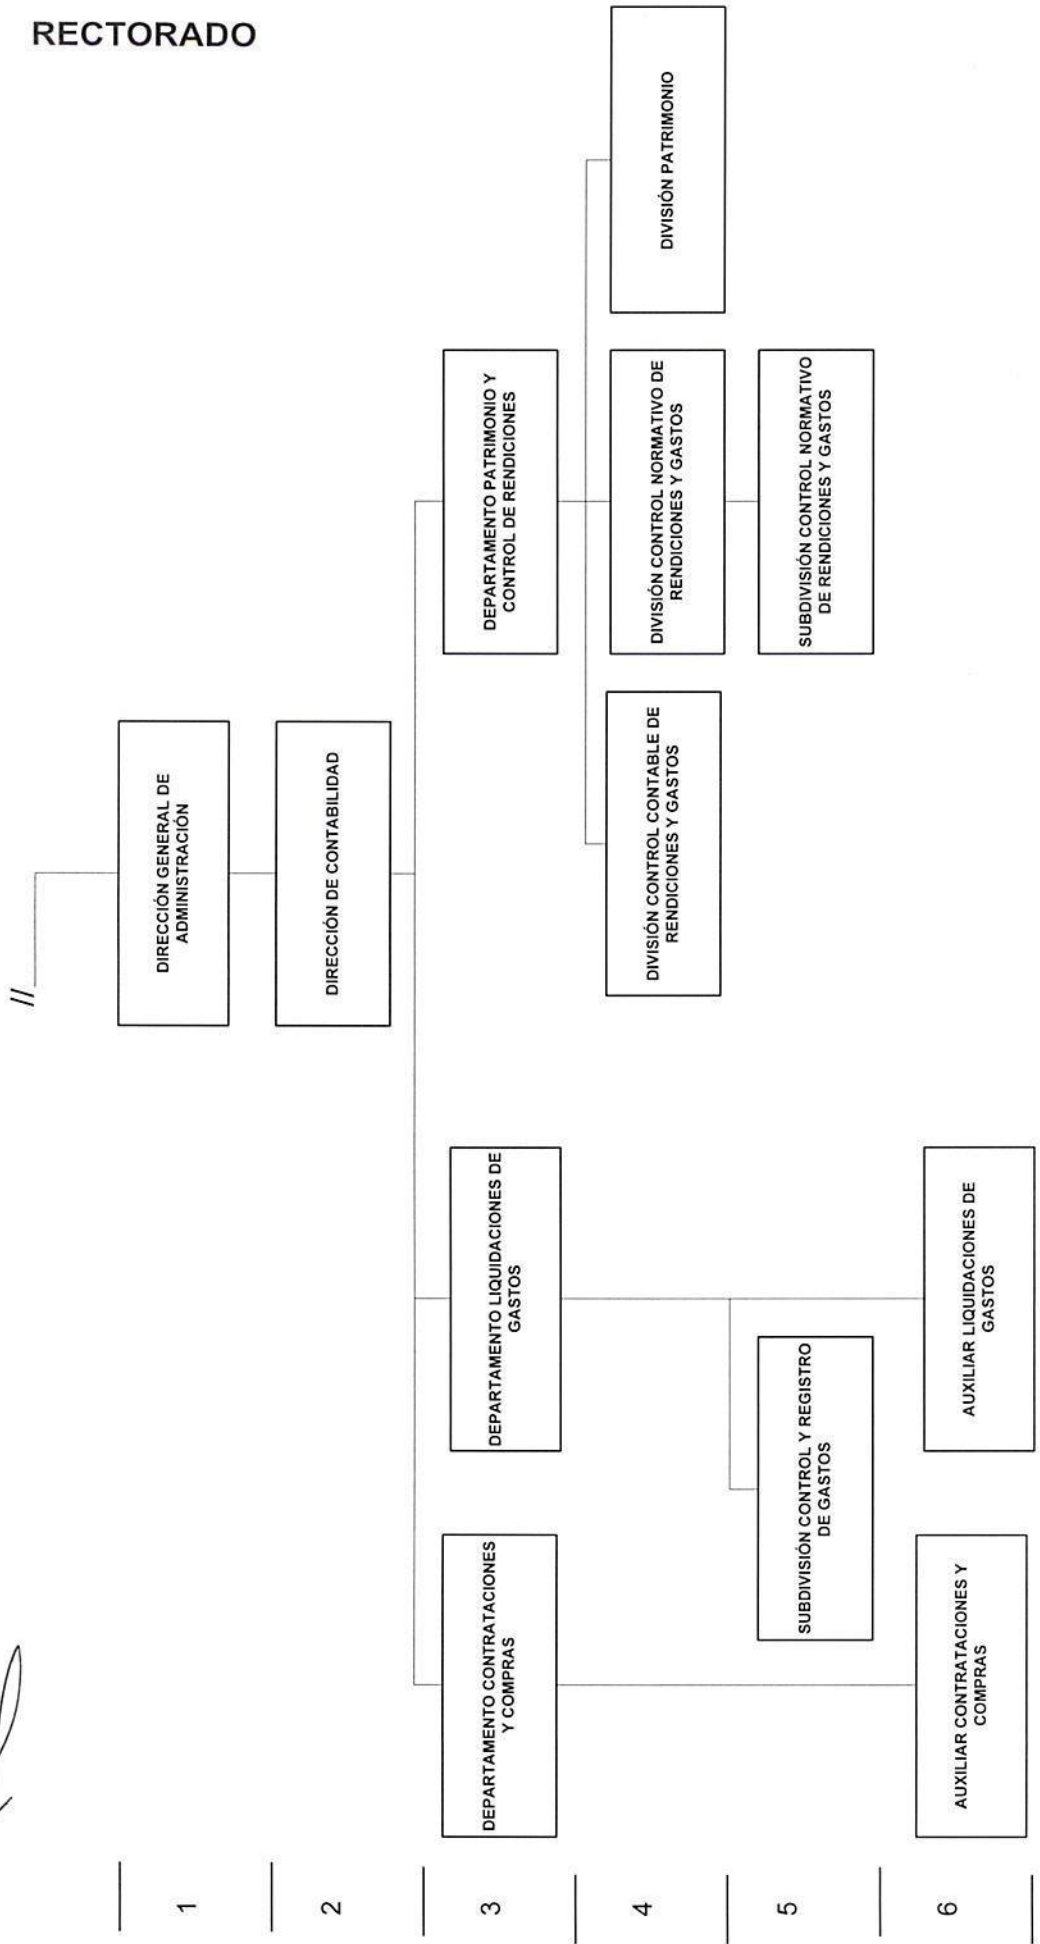 RECTORADO
//
1
DIRECCIÓN GENERAL DE
ADMINISTRACIÓN
2
DIRECCIÓN DE CONTABILIDAD
3
DEPARTAMENTO CONTRATACIONES
Y COMPRAS
DEPARTAMENTO LIQUIDACIONES DE
GASTOS
DEPARTAMENTO PATRIMONIO Y
CONTROL DE RENDICIONES
4
DIVISIÓN CONTROL CONTABLE DE
RENDICIONES Y GASTOS
DIVISIÓN CONTROL NORMATIVO DE
RENDICIONES Y GASTOS
DIVISIÓN PATRIMONIO
5
SUBDIVISIÓN CONTROL Y REGISTRO
DE GASTOS
SUBDIVISIÓN CONTROL NORMATIVO
DE RENDICIONES Y GASTOS
6
AUXILIAR CONTRATACIONES Y
COMPRAS
AUXILIAR LIQUIDACIONES DE
GASTOS